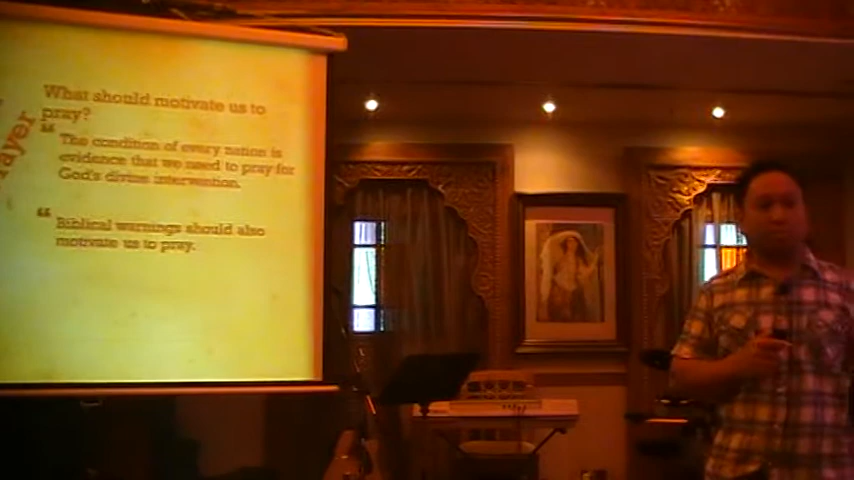 What should motivate us to
pray?
“ The condition of every nation is
evidence that we need to pray for
God's divine intervention.
“ Biblical warnings should also
motivate us to pray.